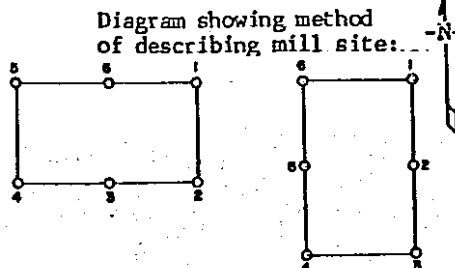 Diagram showing method
of describing mill site:...
-N-
5 6 1
4 3 2
6 1
5 2
4 3